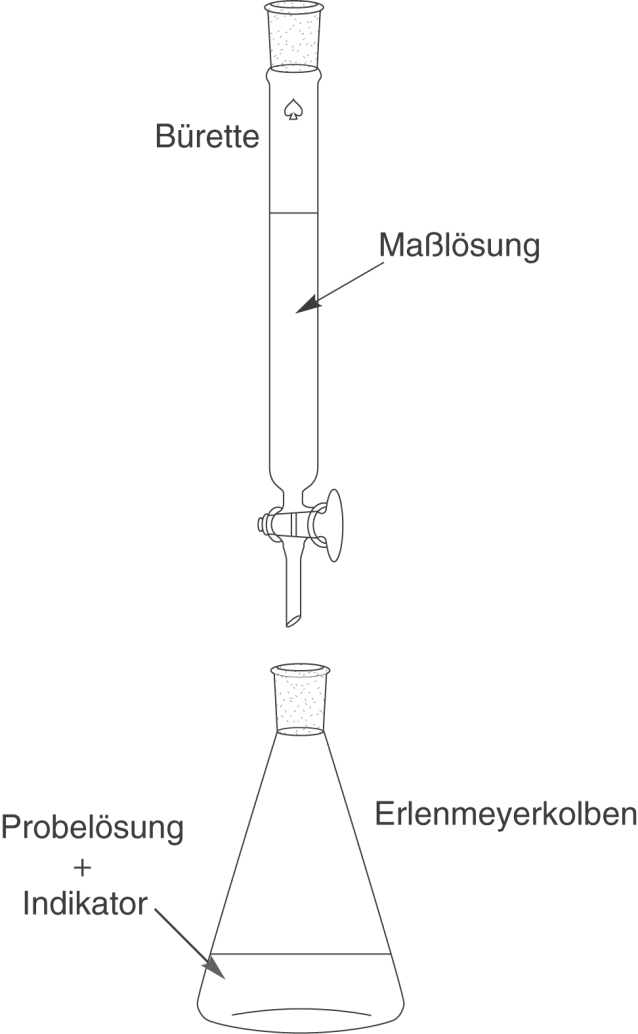 Bürette
Maßlösung
Erlenmeyerkolben
Probelösung
+
Indikator